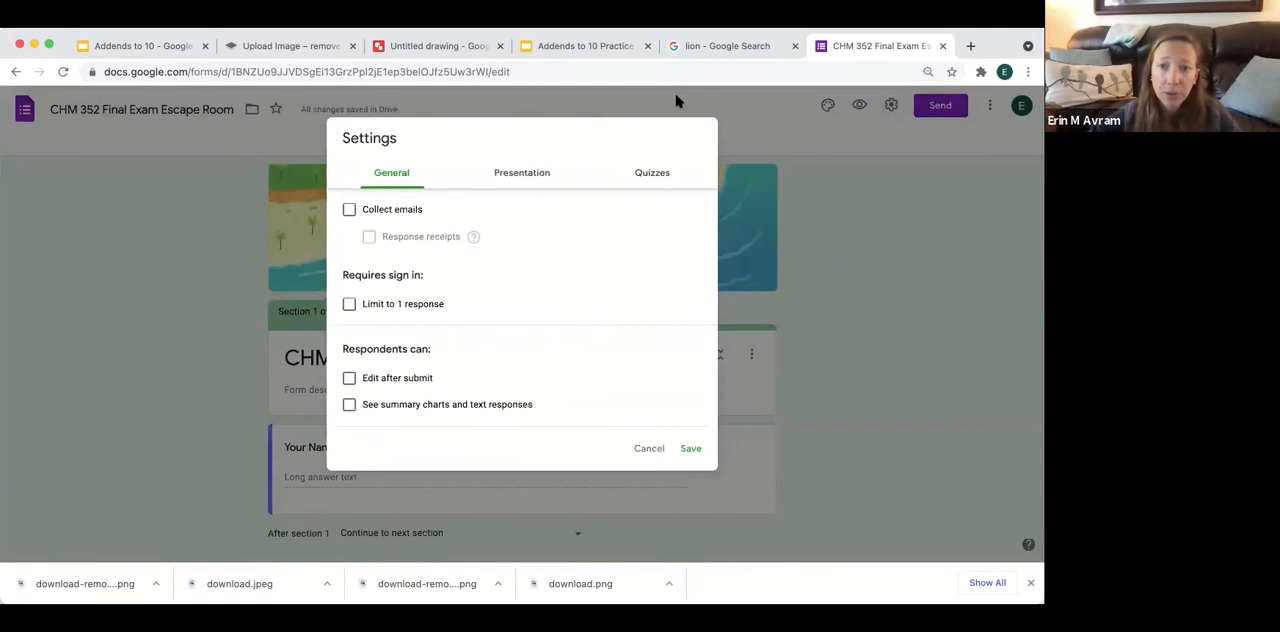 Addends to 10 - Google
Upload Image – remove
Untitled drawing - Goog
Addends to 10 Practice
lion - Google Search
CHM 352 Final Exam Es
docs.google.com/forms/d/1BNZUo9JJVDSgEi13GrzPpl2jE1ep3beIOJfz5Uw3rWI/edit
E
CHM 352 Final Exam Escape Room
All changes saved in Drive
Send
E
Erin M Avram
Settings
General
Presentation
Quizzes
Collect emails
Response receipts
Requires sign in:
Section 1 o
Limit to 1 response
Respondents can:
CHM
Form desc
Edit after submit
See summary charts and text responses
Your Nam
Cancel
Save
Long answer text
After section 1 Continue to next section
download-remo....png
download.jpeg
download-remo....png
download.png
Show All